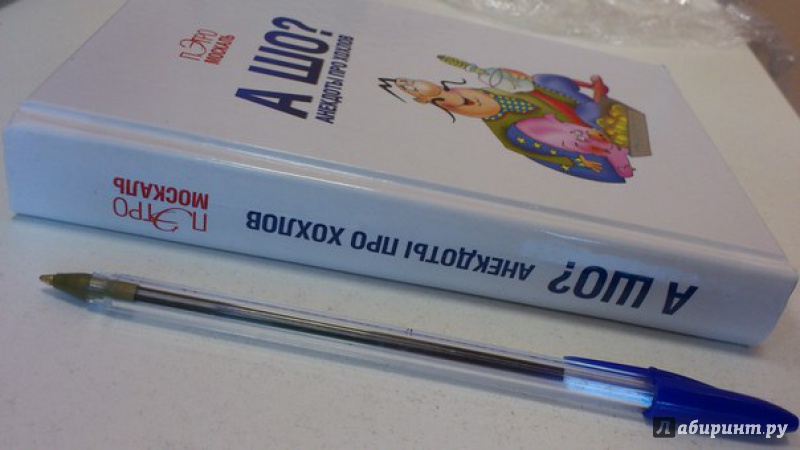 ПЭТРО
МОСКАЛЬ
А ШО?
АНЕКДОТЫ ПРО ХОХЛОВ
ПЭТРО
МОСКАЛЬ
А ШО? АНЕКДОТЫ ПРО ХОХЛОВ
Лабиринт.ру